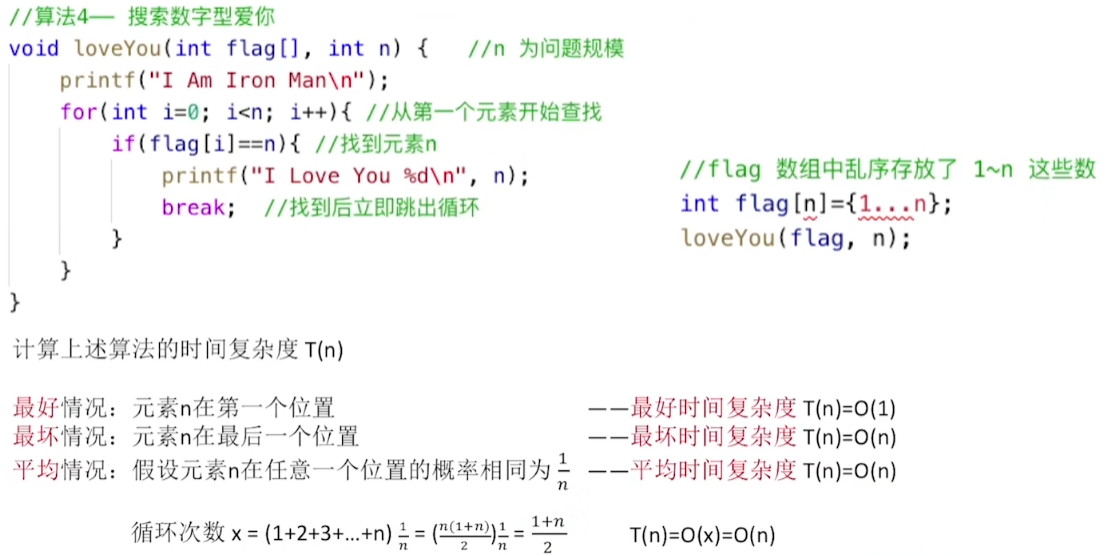 //算法4—— 搜索数字型爱你
void loveYou(int flag[], int n) {   //n 为问题规模
    printf("I Am Iron Man\n");
    for(int i=0; i<n; i++){ //从第一个元素开始查找
        if(flag[i]==n){ //找到元素n
            printf("I Love You %d\n", n);
            break;  //找到后立即跳出循环
        }
    }
}
//flag 数组中乱序存放了 1~n 这些数
int flag[n]={1...n};
loveYou(flag, n);
计算上述算法的时间复杂度 T(n)
最好情况：元素n在第一个位置 ——最好时间复杂度 T(n)=O(1)
最坏情况：元素n在最后一个位置 ——最坏时间复杂度 T(n)=O(n)
平均情况：假设元素n在任意一个位置的概率相同为 1/n ——平均时间复杂度 T(n)=O(n)
循环次数 x = (1+2+3+...+n) 1/n = (n(1+n)/2) 1/n = (1+n)/2 T(n)=O(x)=O(n)